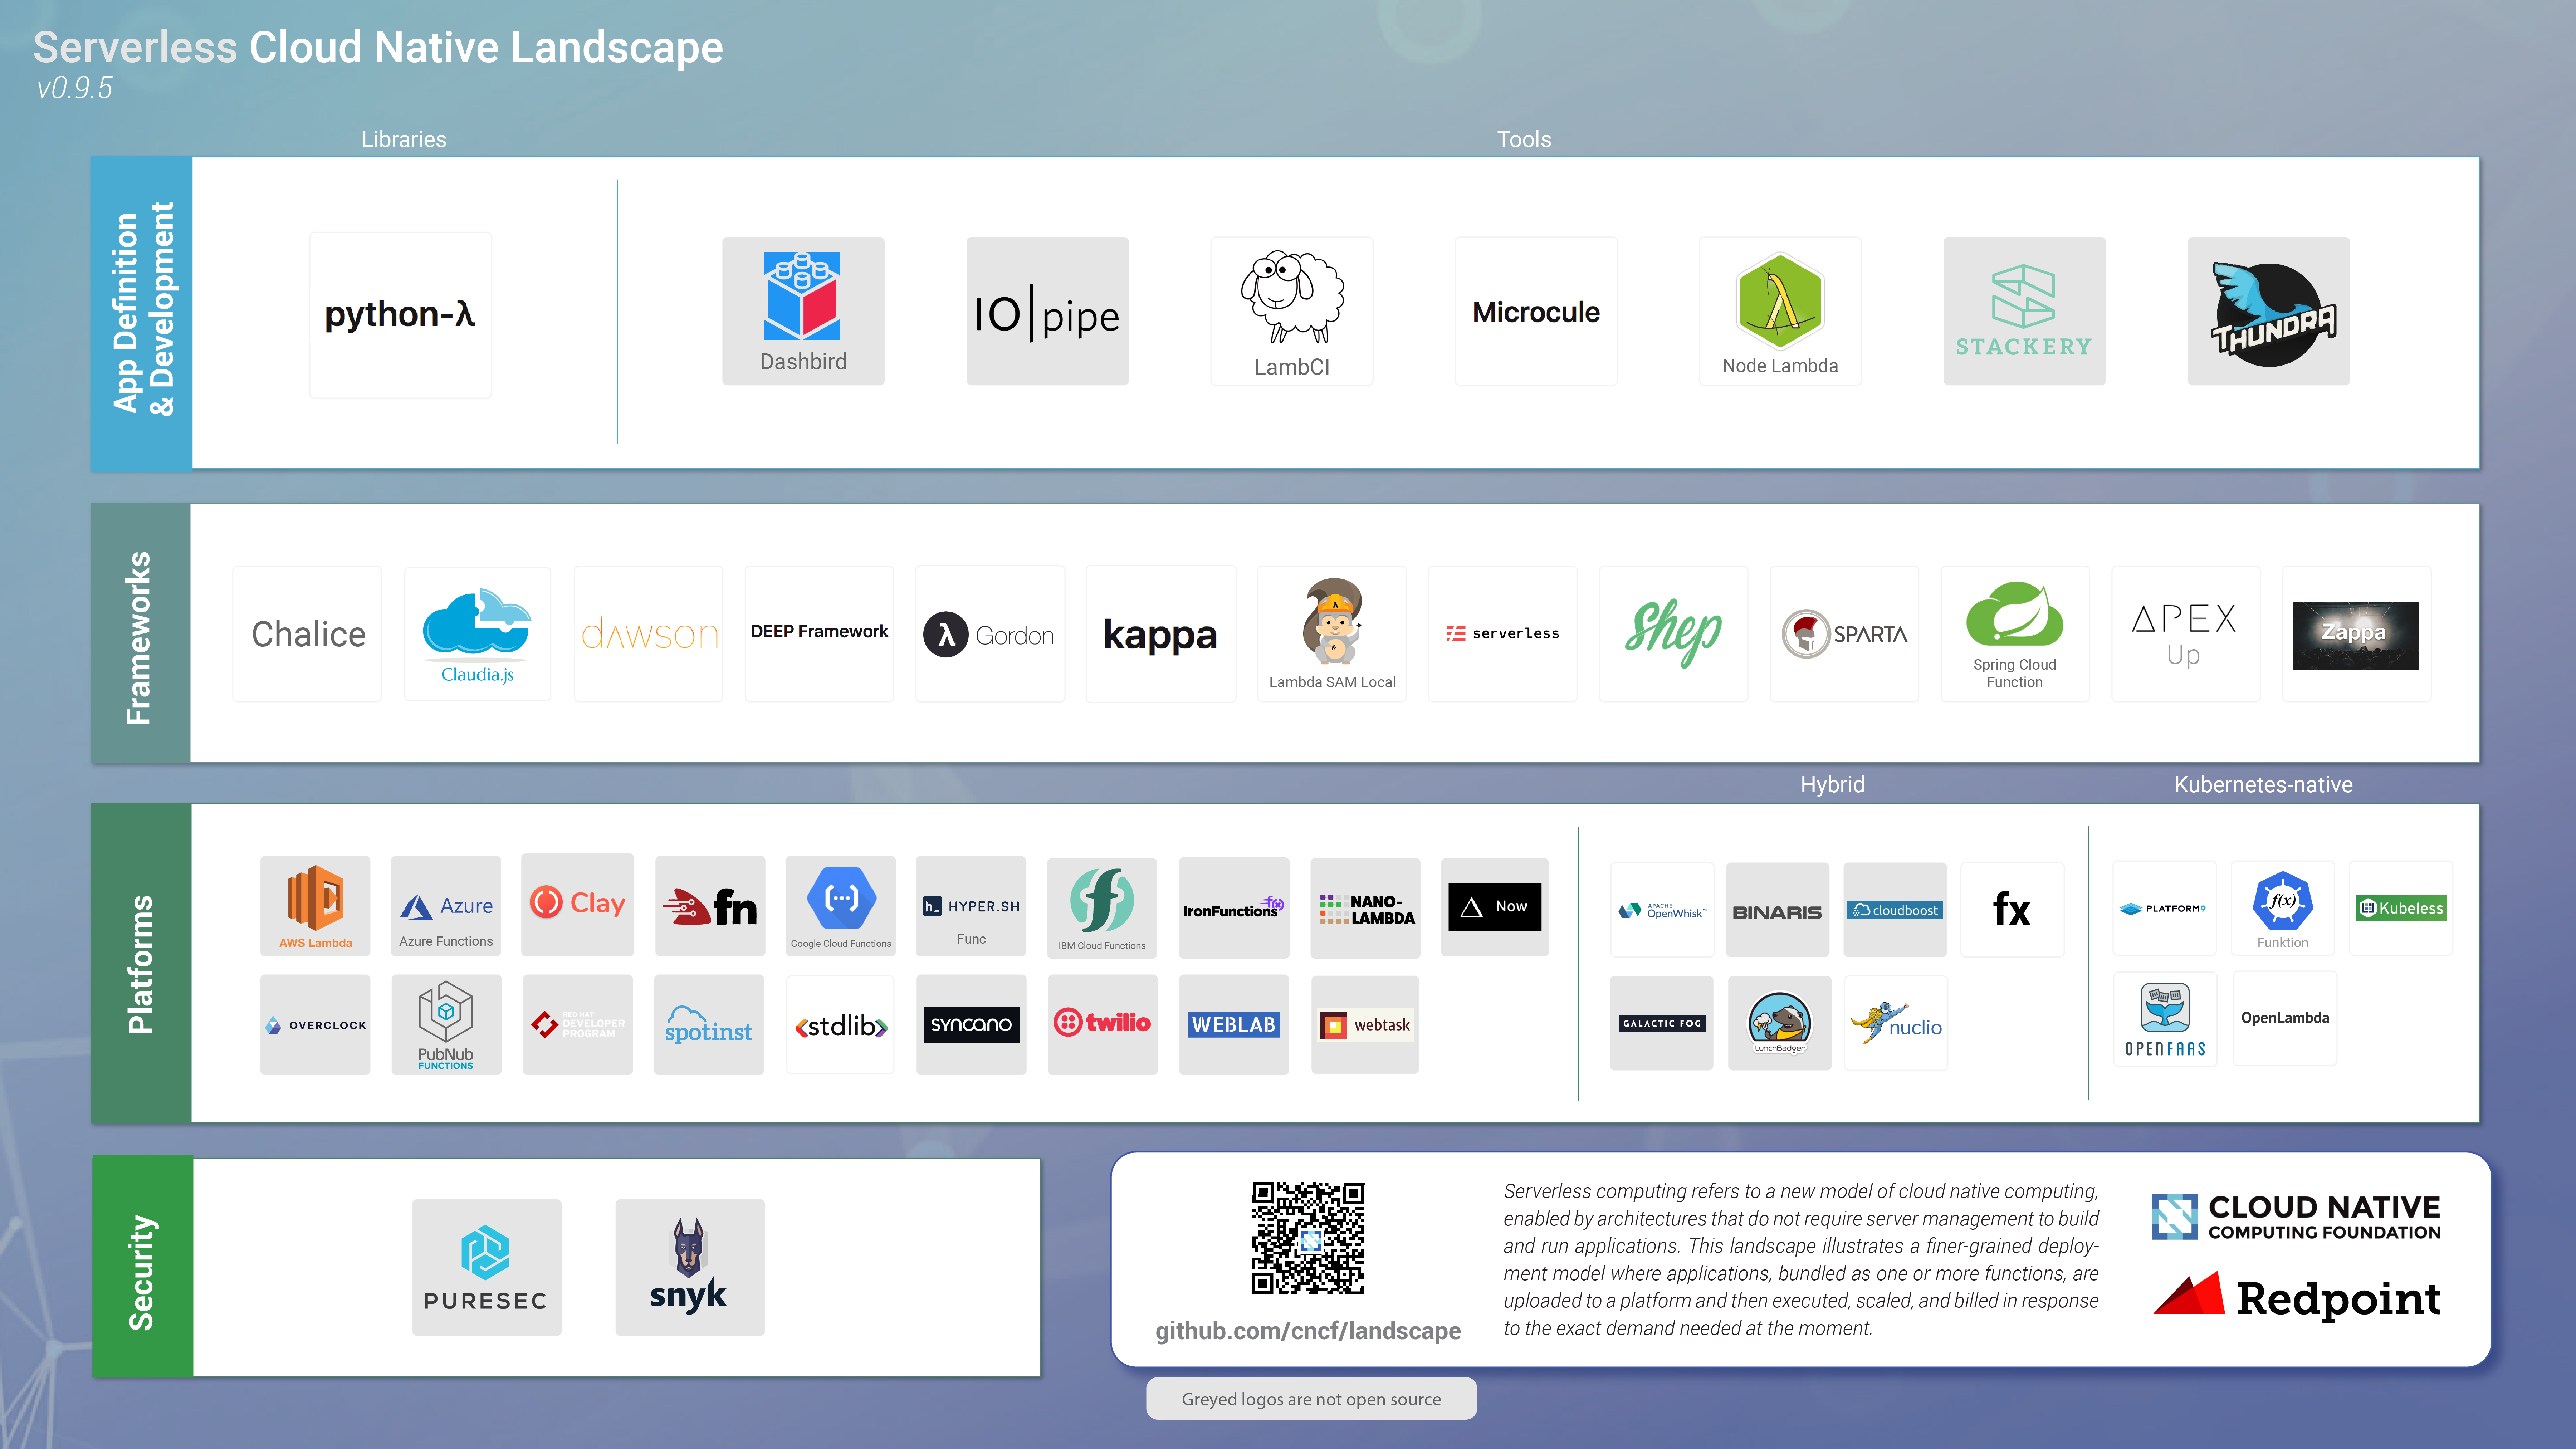 Serverless Cloud Native Landscape
v0.9.5
Libraries
Tools
App Definition
& Development
python-λ
Dashbird
IO|pipe
LambCI
Microcule
Node Lambda
STACKERY
THUNDRA
Frameworks
Chalice
Claudia.js
dawson
DEEP Framework
λ Gordon
kappa
λ
Lambda SAM Local
serverless
Shep
SPARTA
Spring Cloud
Function
APEX
Up
Zappa
Hybrid
Kubernetes-native
Platforms
AWS Lambda
Azure
Azure Functions
Clay
fn
Google Cloud Functions
h_ HYPER.SH
Func
f
IBM Cloud Functions
IronFunctions f(x)
NANO-
LAMBDA
Now
OVERCLOCK
PubNub
FUNCTIONS
RED HAT
DEVELOPER
PROGRAM
spotinst
<stdlib>
SYNCANO
twilio
WEBLAB
webtask
APACHE
OpenWhisk™
BINARIS
cloudboost
fx
GALACTIC FOG
LunchBadger
nuclio
PLATFORM9
f(x)
Funktion
Kubeless
OPENFAAS
OpenLambda
Security
PURESEC
snyk
github.com/cncf/landscape
Serverless computing refers to a new model of cloud native computing,
enabled by architectures that do not require server management to build
and run applications. This landscape illustrates a finer-grained deploy-
ment model where applications, bundled as one or more functions, are
uploaded to a platform and then executed, scaled, and billed in response
to the exact demand needed at the moment.
CLOUD NATIVE
COMPUTING FOUNDATION
Redpoint
Greyed logos are not open source